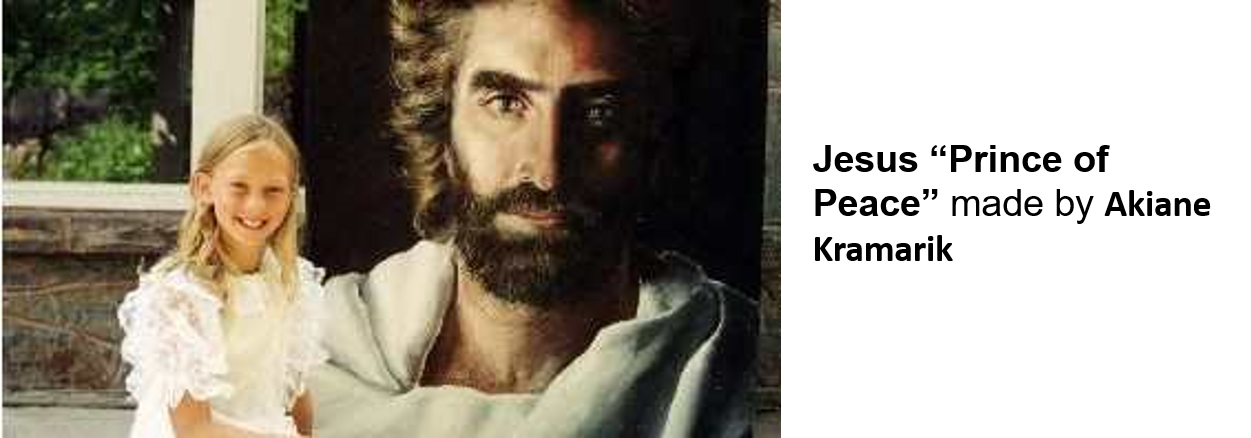 Jesus “Prince of
Peace” made by Akiane
Kramarik